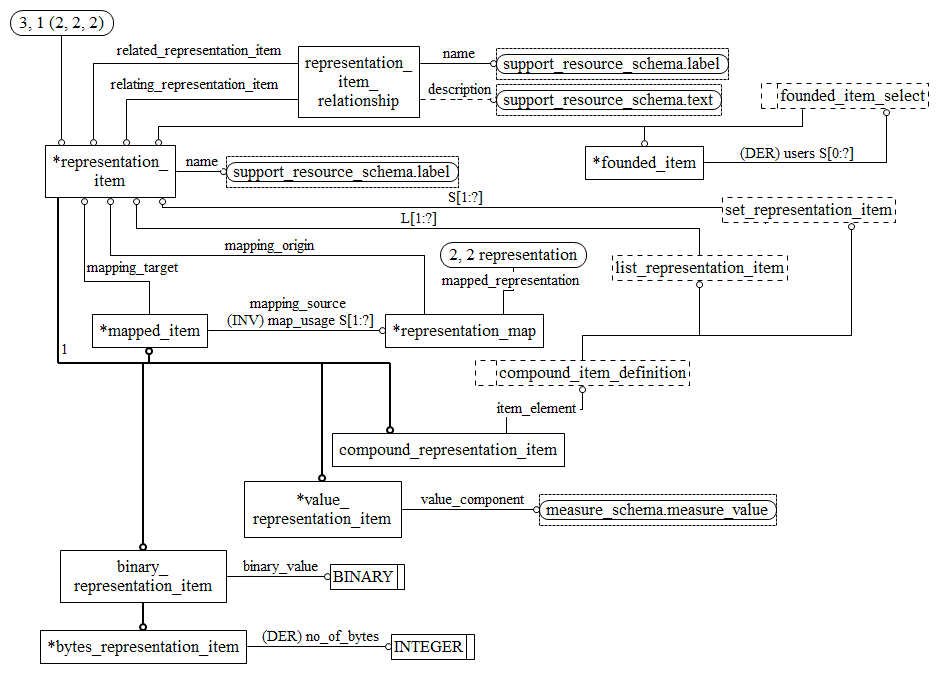 3, 1 (2, 2, 2)
related_representation_item
representation_
item_
relationship
name
support_resource_schema.label
relating_representation_item
description
support_resource_schema.text
founded_item_select
*representation_
item
name
support_resource_schema.label
*founded_item
(DER) users S[0:?]
S[1:?]
set_representation_item
L[1:?]
mapping_origin
2, 2 representation
mapping_target
mapped_representation
list_representation_item
mapping_source
(INV) map_usage S[1:?]
*mapped_item
*representation_map
1
compound_item_definition
item_element
compound_representation_item
*value_
representation_item
value_component
measure_schema.measure_value
binary_
representation_item
binary_value
BINARY
*bytes_representation_item
(DER) no_of_bytes
INTEGER